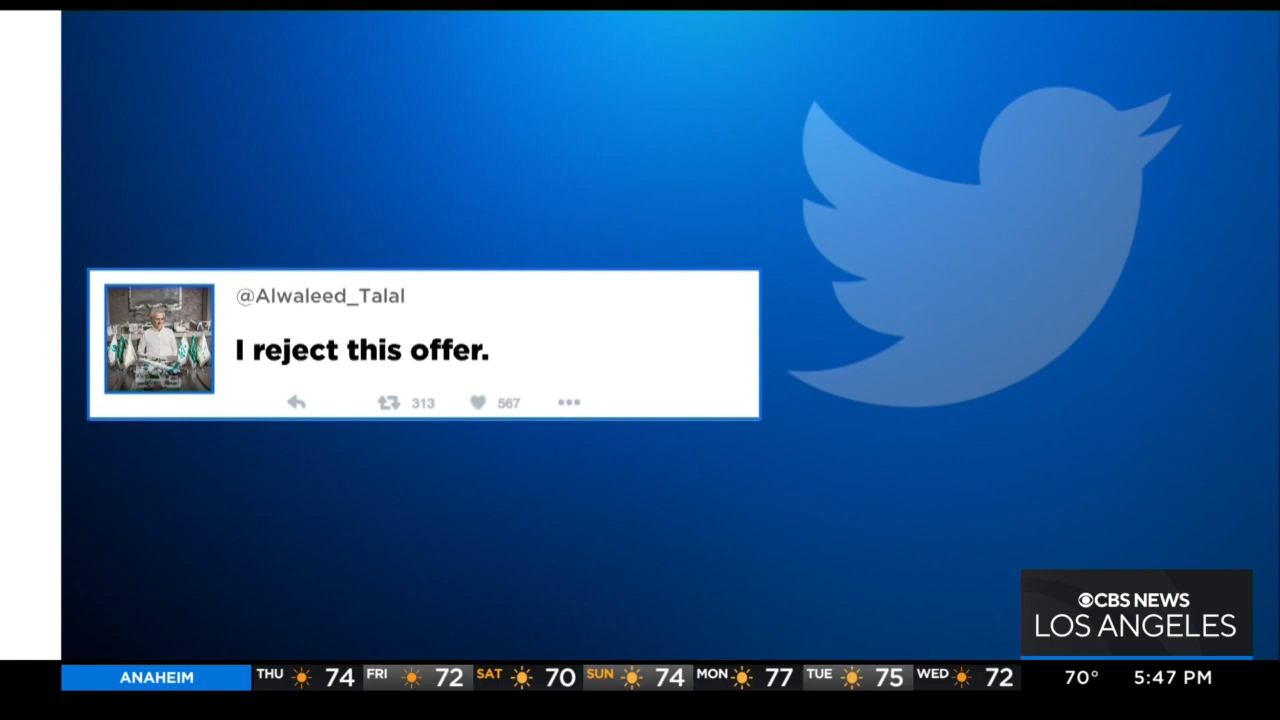 @Alwaleed_Talal
I reject this offer.
313 567
CBS NEWS
LOS ANGELES
ANAHEIM THU 74 FRI 72 SAT 70 SUN 74 MON 77 TUE 75 WED 72 70° 5:47 PM